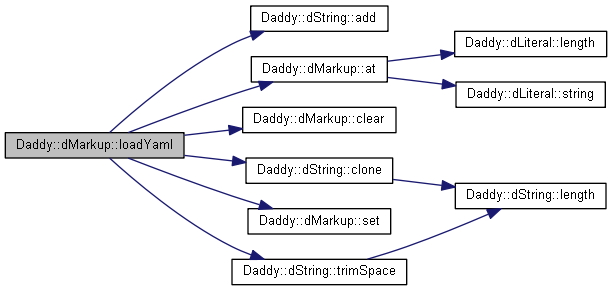 Daddy::dMarkup::loadYaml
Daddy::dString::add
Daddy::dMarkup::at
Daddy::dMarkup::clear
Daddy::dString::clone
Daddy::dMarkup::set
Daddy::dString::trimSpace
Daddy::dLiteral::length
Daddy::dLiteral::string
Daddy::dString::length